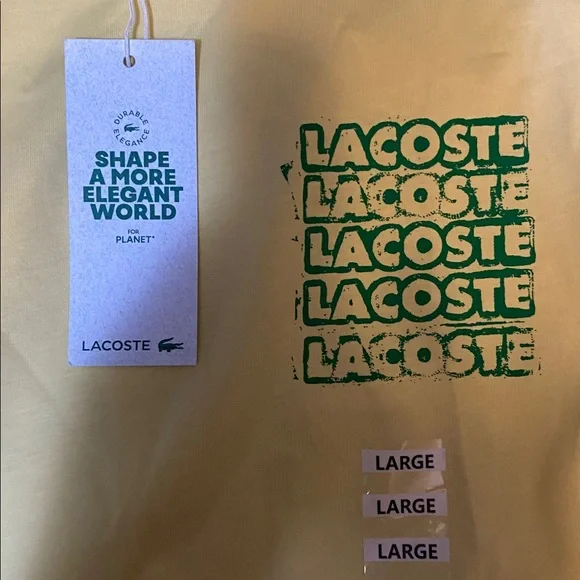 DURABLE
ELEGANCE
SHAPE
A MORE
ELEGANT
WORLD
FOR
PLANET*
LACOSTE
LACOSTE
LACOSTE
LACOSTE
LACOSTE
LACOSTE
LARGE
LARGE
LARGE